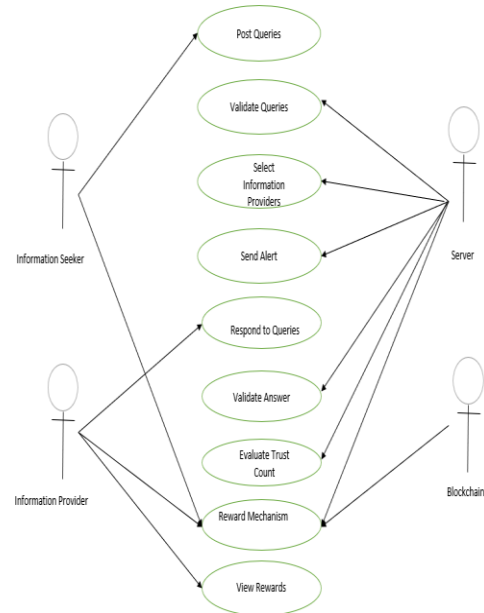 Post Queries
Validate Queries
Select
Information
Providers
Information Seeker
Server
Send Alert
Respond to Queries
Validate Answer
Evaluate Trust
Count
Information Provider
Blockchain
Reward Mechanism
View Rewards